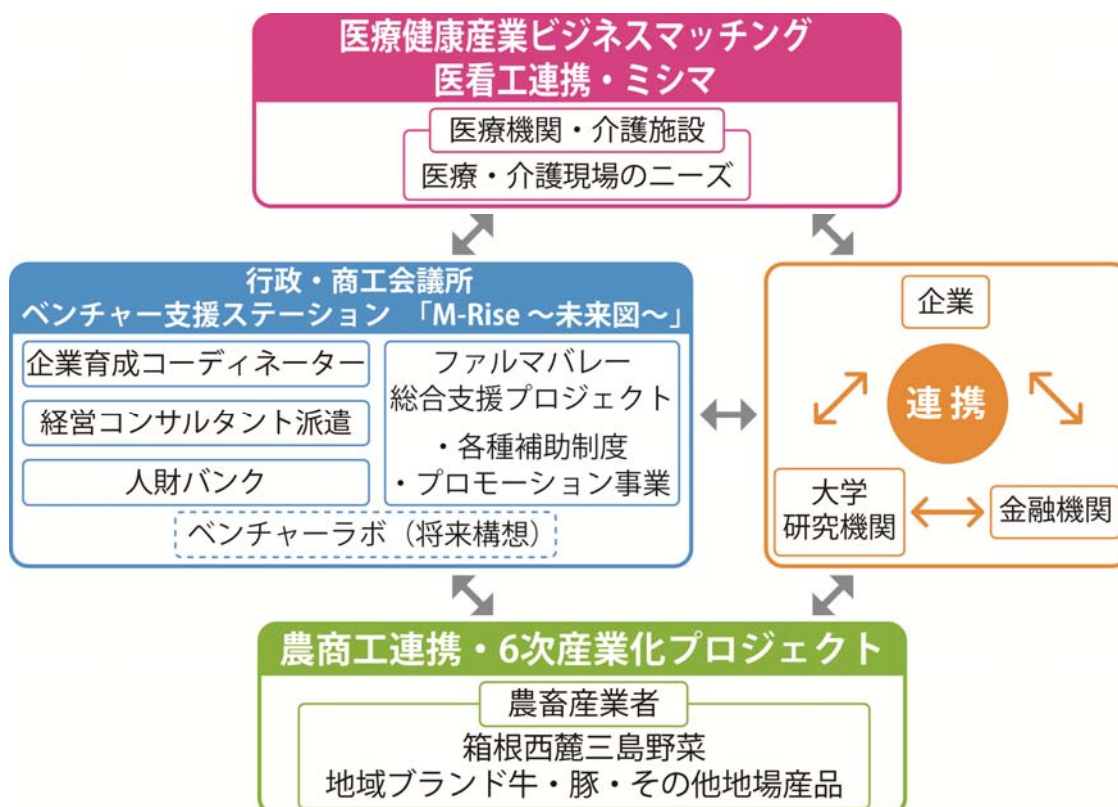 医療健康産業ビジネスマッチング
医看工連携・ミシマ
医療機関・介護施設
医療・介護現場のニーズ
行政・商工会議所
ベンチャー支援ステーション 「M-Rise ～未来図～」
企業育成コーディネーター
経営コンサルタント派遣
人財バンク
ファルマバレー
総合支援プロジェクト
・各種補助制度
・プロモーション事業
ベンチャーラボ（将来構想）
企業
連携
大学
研究機関
金融機関
農商工連携・6次産業化プロジェクト
農畜産業者
箱根西麓三島野菜
地域ブランド牛・豚・その他地場産品